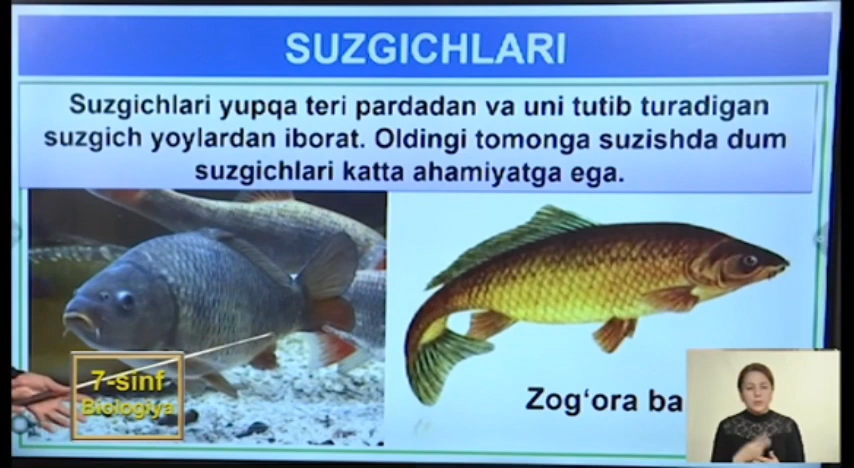 SUZGICHLARI
Suzgichlari yupqa teri pardadan va uni tutib turadigan
suzgich yoylardan iborat. Oldingi tomonga suzishda dum
suzgichlari katta ahamiyatga ega.
7-sinf
Biologiya
Zog‘ora ba